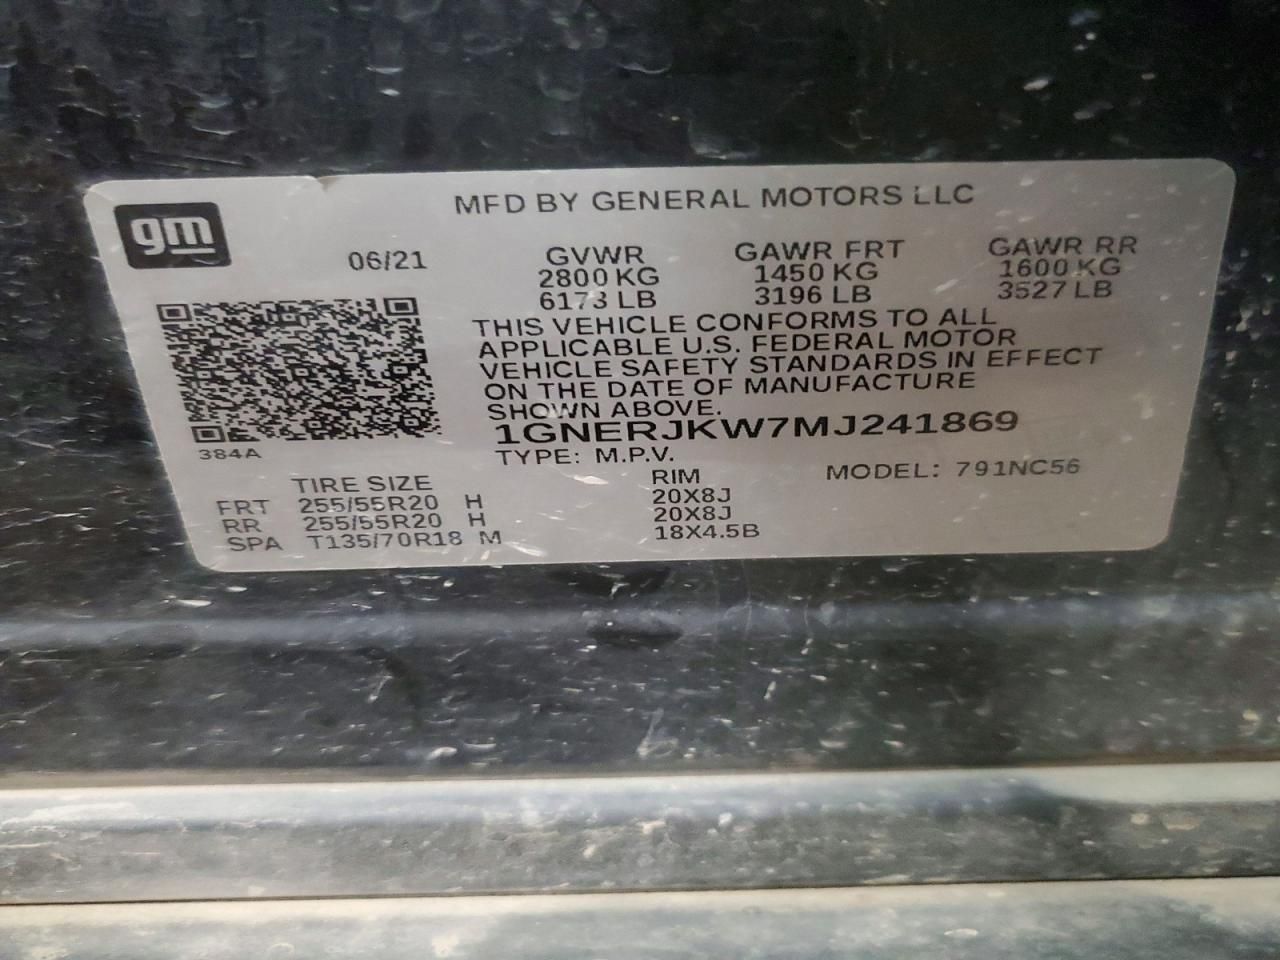 gm
MFD BY GENERAL MOTORS LLC
06/21 GVWR GAWR FRT GAWR RR
2800 KG 1450 KG 1600 KG
6173 LB 3196 LB 3527 LB
THIS VEHICLE CONFORMS TO ALL
APPLICABLE U.S. FEDERAL MOTOR
VEHICLE SAFETY STANDARDS IN EFFECT
ON THE DATE OF MANUFACTURE
SHOWN ABOVE.
1GNERJKW7MJ241869
384A
TYPE: M.P.V. MODEL: 791NC56
TIRE SIZE RIM
FRT 255/55R20 H 20X8J
RR 255/55R20 H 20X8J
SPA T135/70R18 M 18X4.5B